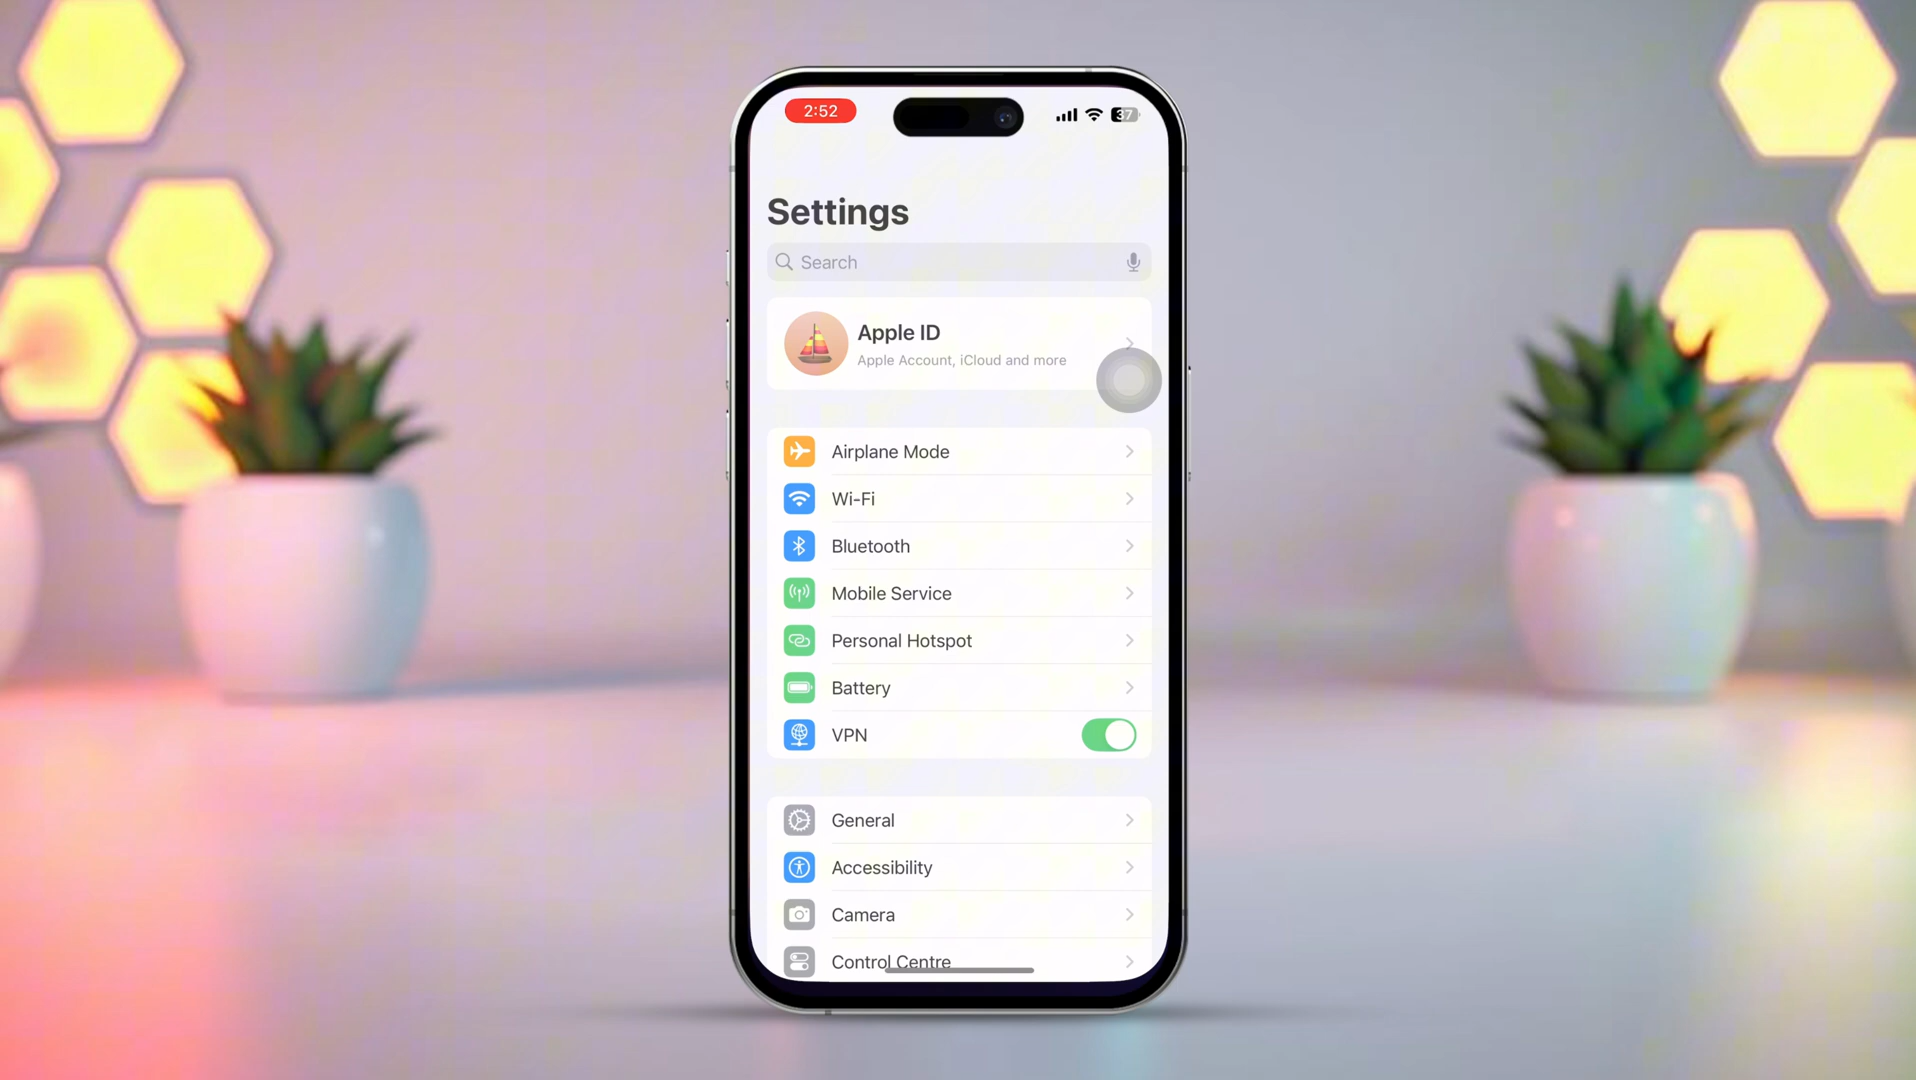 2:52
37
Settings
Search
Apple ID
Apple Account, iCloud and more
Airplane Mode
Wi-Fi
Bluetooth
Mobile Service
Personal Hotspot
Battery
VPN
General
Accessibility
Camera
Control Centre